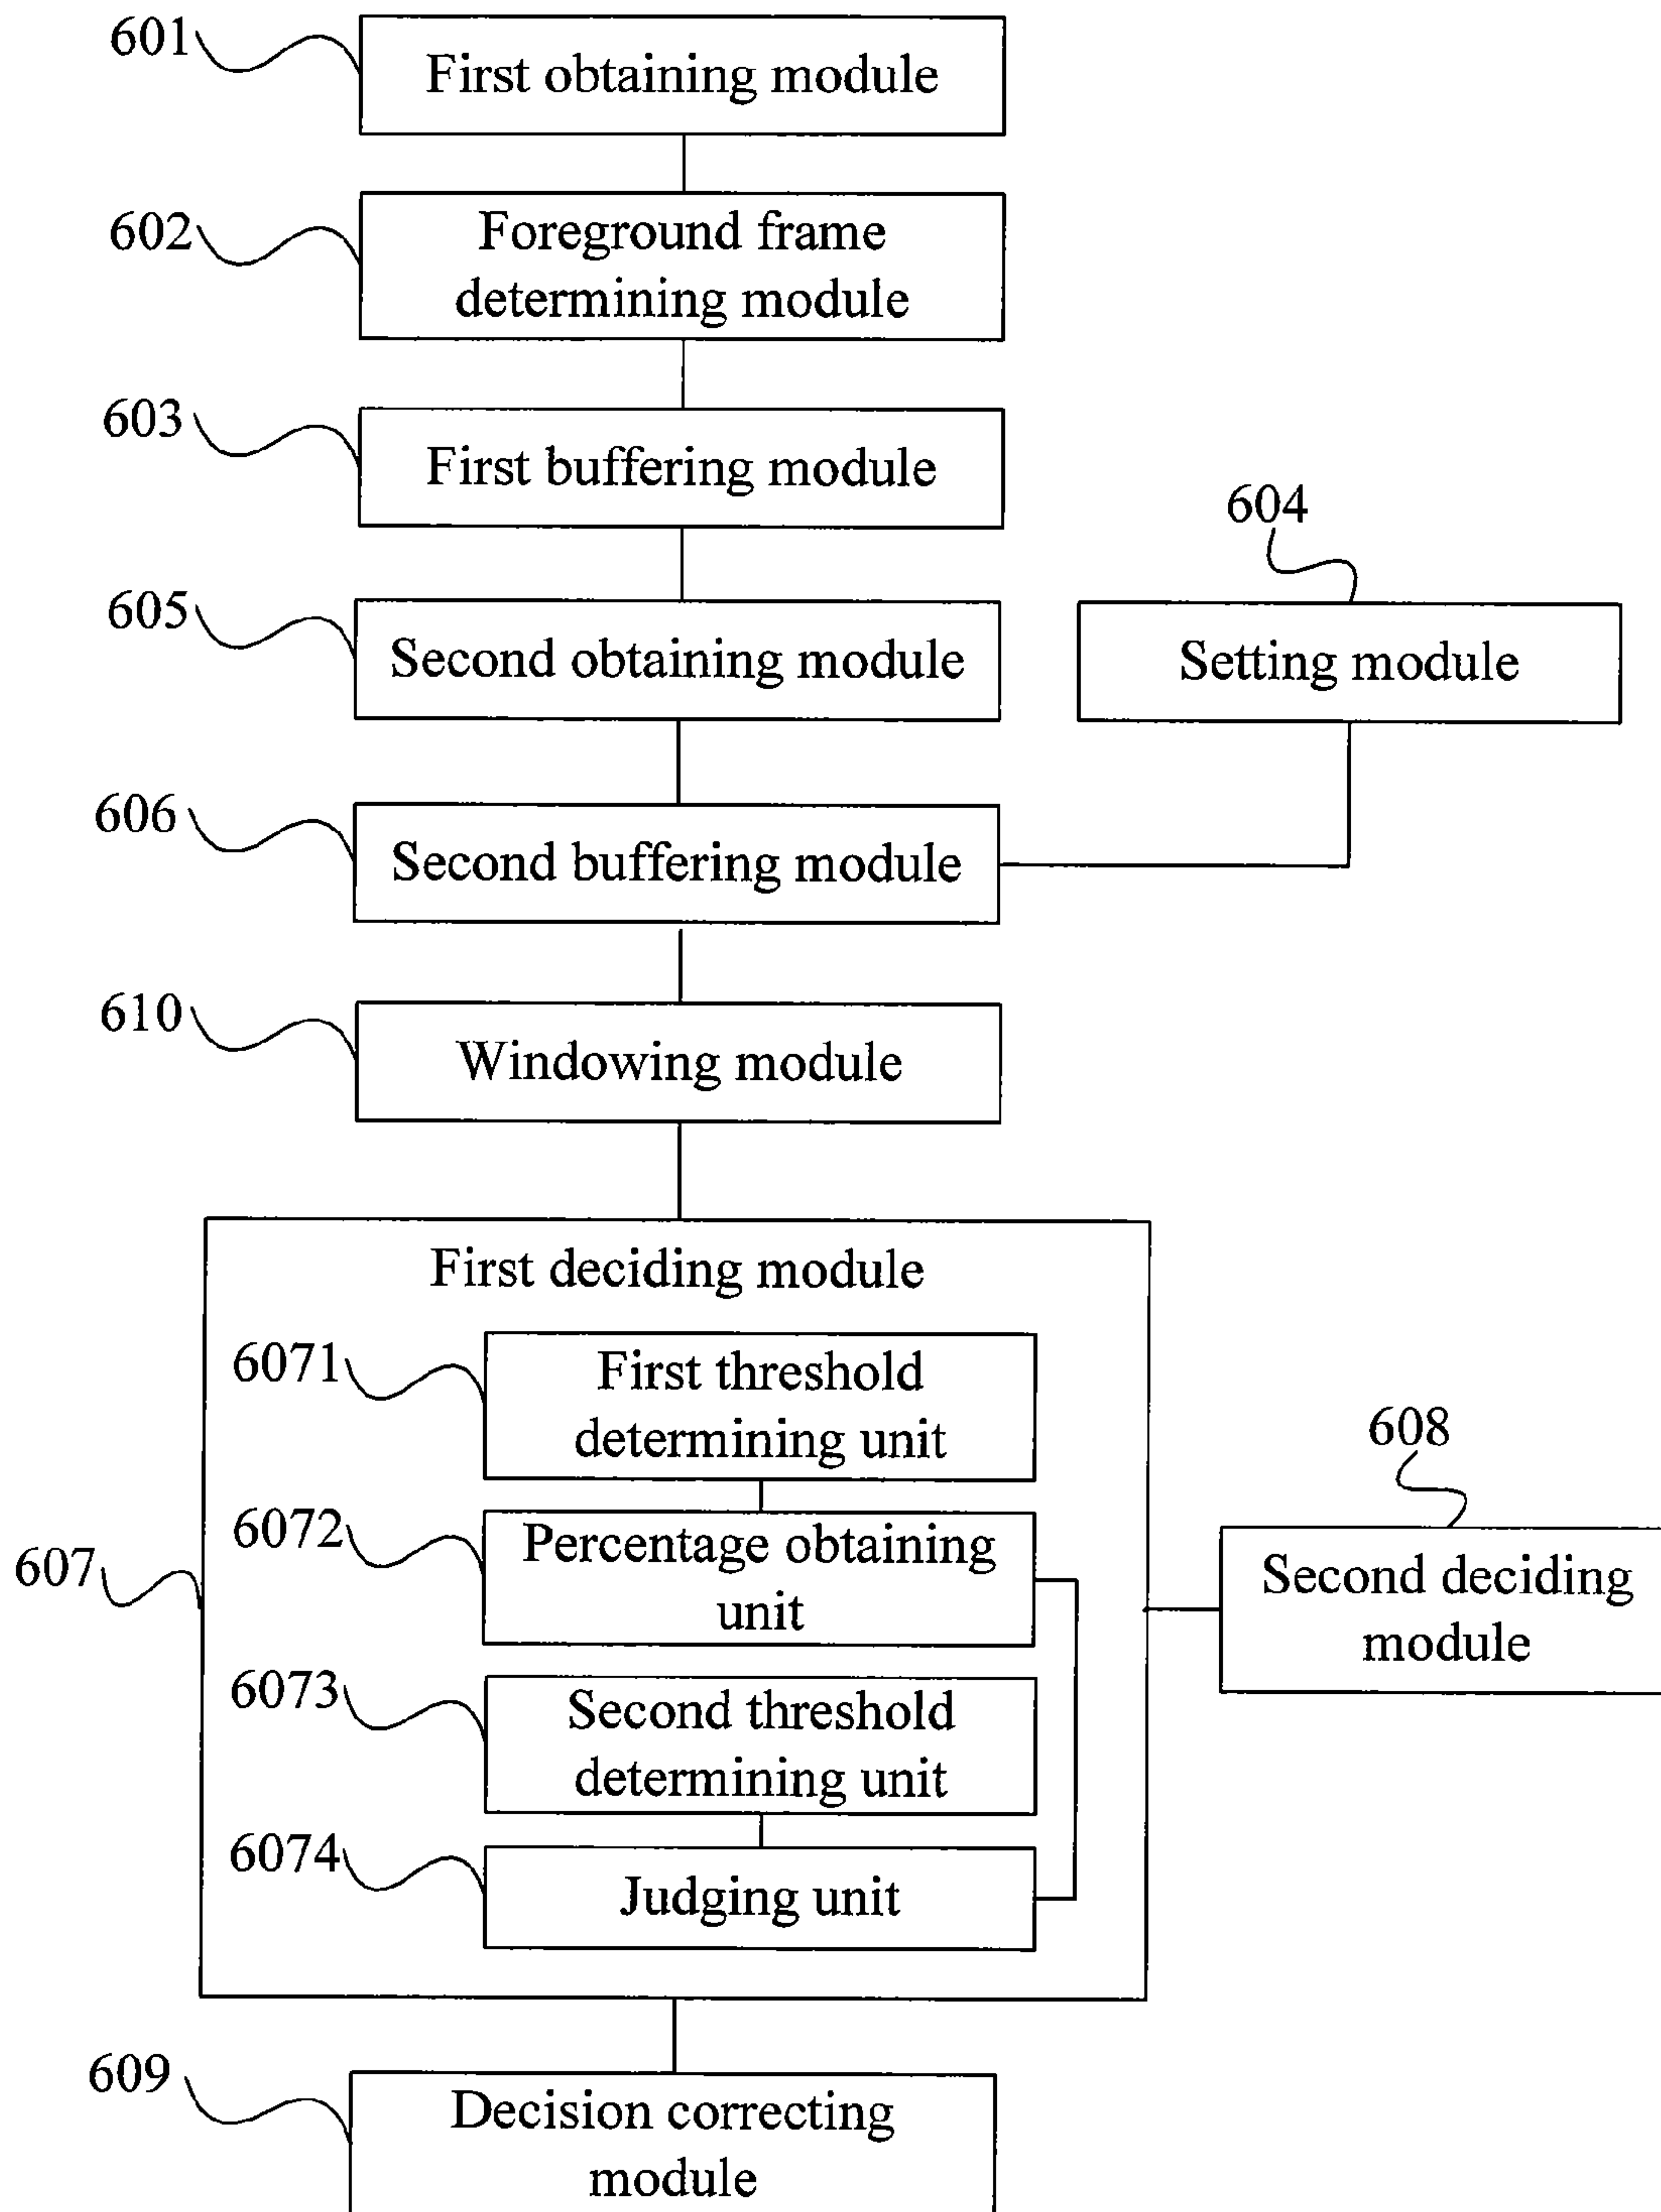 601
First obtaining module
602
Foreground frame
determining module
603
First buffering module
604
605
Second obtaining module
Setting module
606
Second buffering module
610
Windowing module
First deciding module
6071
First threshold
determining unit
608
6072
Percentage obtaining
unit
607
Second deciding
module
6073
Second threshold
determining unit
6074
Judging unit
609
Decision correcting
module